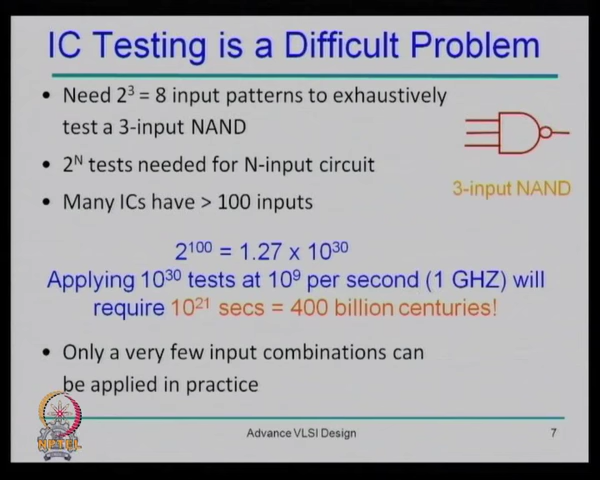 IC Testing is a Difficult Problem
• Need 2³ = 8 input patterns to exhaustively
test a 3-input NAND
• 2ᴺ tests needed for N-input circuit
• Many ICs have > 100 inputs
3-input NAND
2¹⁰⁰ = 1.27 x 10³⁰
Applying 10³⁰ tests at 10⁹ per second (1 GHZ) will
require 10²¹ secs = 400 billion centuries!
• Only a very few input combinations can
be applied in practice
NPTEL
Advance VLSI Design
7